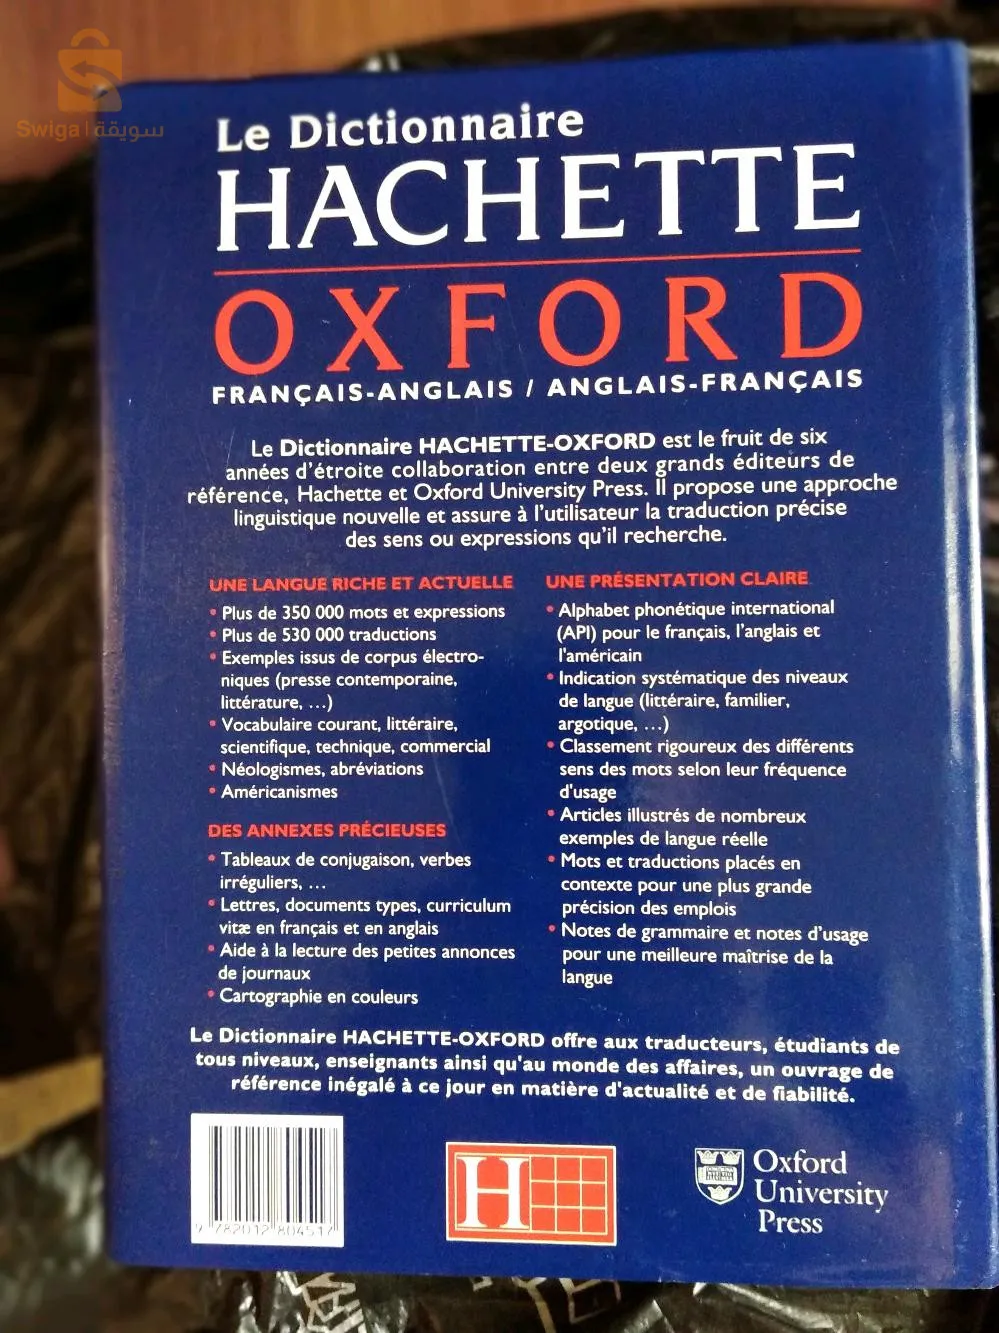 Swiga | سويقة
Le Dictionnaire
HACHETTE
OXFORD
FRANÇAIS-ANGLAIS / ANGLAIS-FRANÇAIS
Le Dictionnaire HACHETTE-OXFORD est le fruit de six
années d'étroite collaboration entre deux grands éditeurs de
référence, Hachette et Oxford University Press. Il propose une approche
linguistique nouvelle et assure à l'utilisateur la traduction précise
des sens ou expressions qu'il recherche.
UNE LANGUE RICHE ET ACTUELLE
• Plus de 350 000 mots et expressions
• Plus de 530 000 traductions
• Exemples issus de corpus électro-
niques (presse contemporaine,
littérature, ...)
• Vocabulaire courant, littéraire,
scientifique, technique, commercial
• Néologismes, abréviations
• Américanismes
DES ANNEXES PRÉCIEUSES
• Tableaux de conjugaison, verbes
irréguliers, ...
• Lettres, documents types, curriculum
vitæ en français et en anglais
• Aide à la lecture des petites annonces
de journaux
• Cartographie en couleurs
UNE PRÉSENTATION CLAIRE
• Alphabet phonétique international
(API) pour le français, l'anglais et
l'américain
• Indication systématique des niveaux
de langue (littéraire, familier,
argotique, ...)
• Classement rigoureux des différents
sens des mots selon leur fréquence
d'usage
• Articles illustrés de nombreux
exemples de langue réelle
• Mots et traductions placés en
contexte pour une plus grande
précision des emplois
• Notes de grammaire et notes d'usage
pour une meilleure maîtrise de la
langue
Le Dictionnaire HACHETTE-OXFORD offre aux traducteurs, étudiants de
tous niveaux, enseignants ainsi qu'au monde des affaires, un ouvrage de
référence inégalé à ce jour en matière d'actualité et de fiabilité.
9 782012 804517
H
Oxford
University
Press